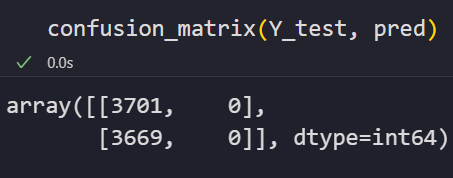 confusion_matrix(Y_test, pred)
✓ 0.0s
array([[3701, 0],
[3669, 0]], dtype=int64)